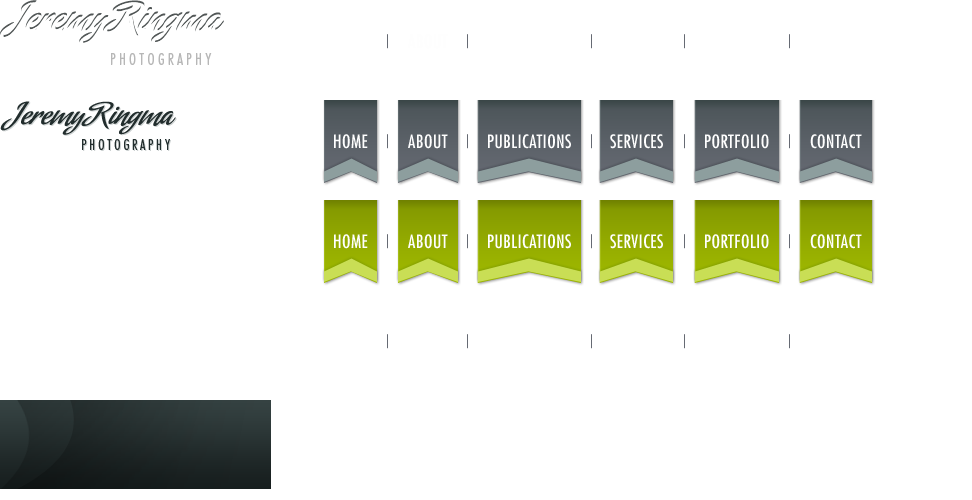 JeremyRingma
PHOTOGRAPHY
JeremyRingma
PHOTOGRAPHY
HOME ABOUT PUBLICATIONS SERVICES PORTFOLIO CONTACT
HOME ABOUT PUBLICATIONS SERVICES PORTFOLIO CONTACT